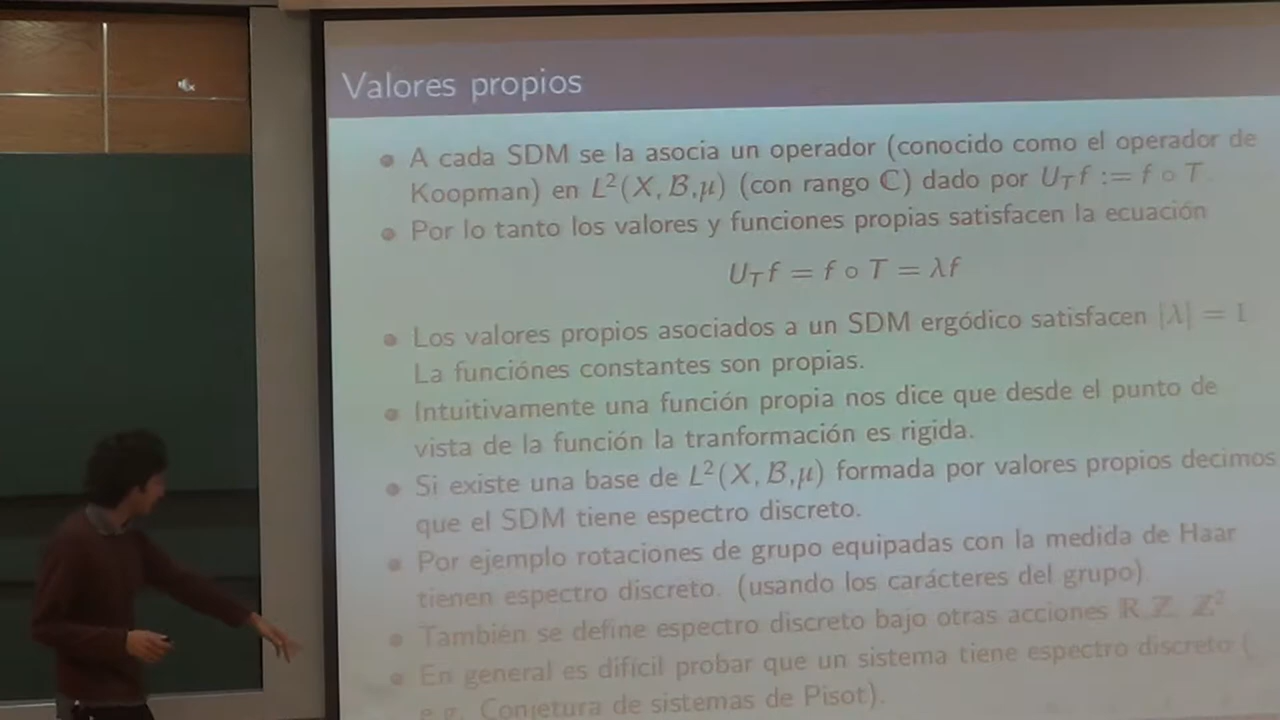 Valores propios
A cada SDM se la asocia un operador (conocido como el operador de
Koopman) en L²(X, B,μ) (con rango ℂ) dado por U_T f := f ∘ T.
Por lo tanto los valores y funciones propias satisfacen la ecuación
U_T f = f ∘ T = λf
Los valores propios asociados a un SDM ergódico satisfacen |λ| = 1
La funciónes constantes son propias.
Intuitivamente una función propia nos dice que desde el punto de
vista de la función la tranformación es rigida.
Si existe una base de L²(X, B,μ) formada por valores propios decimos
que el SDM tiene espectro discreto.
Por ejemplo rotaciones de grupo equipadas con la medida de Haar
tienen espectro discreto. (usando los carácteres del grupo)
También se define espectro discreto bajo otras acciones ℝ, ℤ, ℤ²
En general es difícil probar que un sistema tiene espectro discreto (
e.g. Conjetura de sistemas de Pisot).